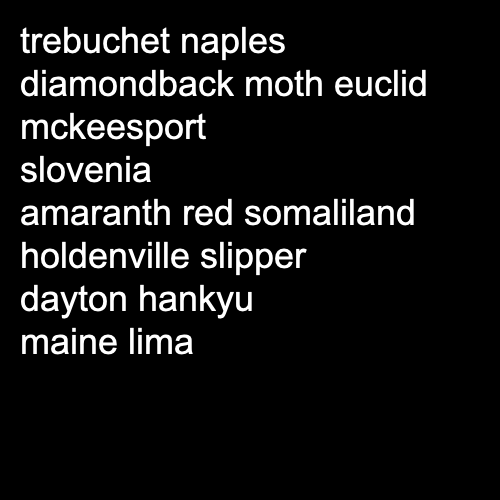 trebuchet naples
diamondback moth euclid
mckeesport
slovenia
amaranth red somaliland
holdenville slipper
dayton hankyu
maine lima